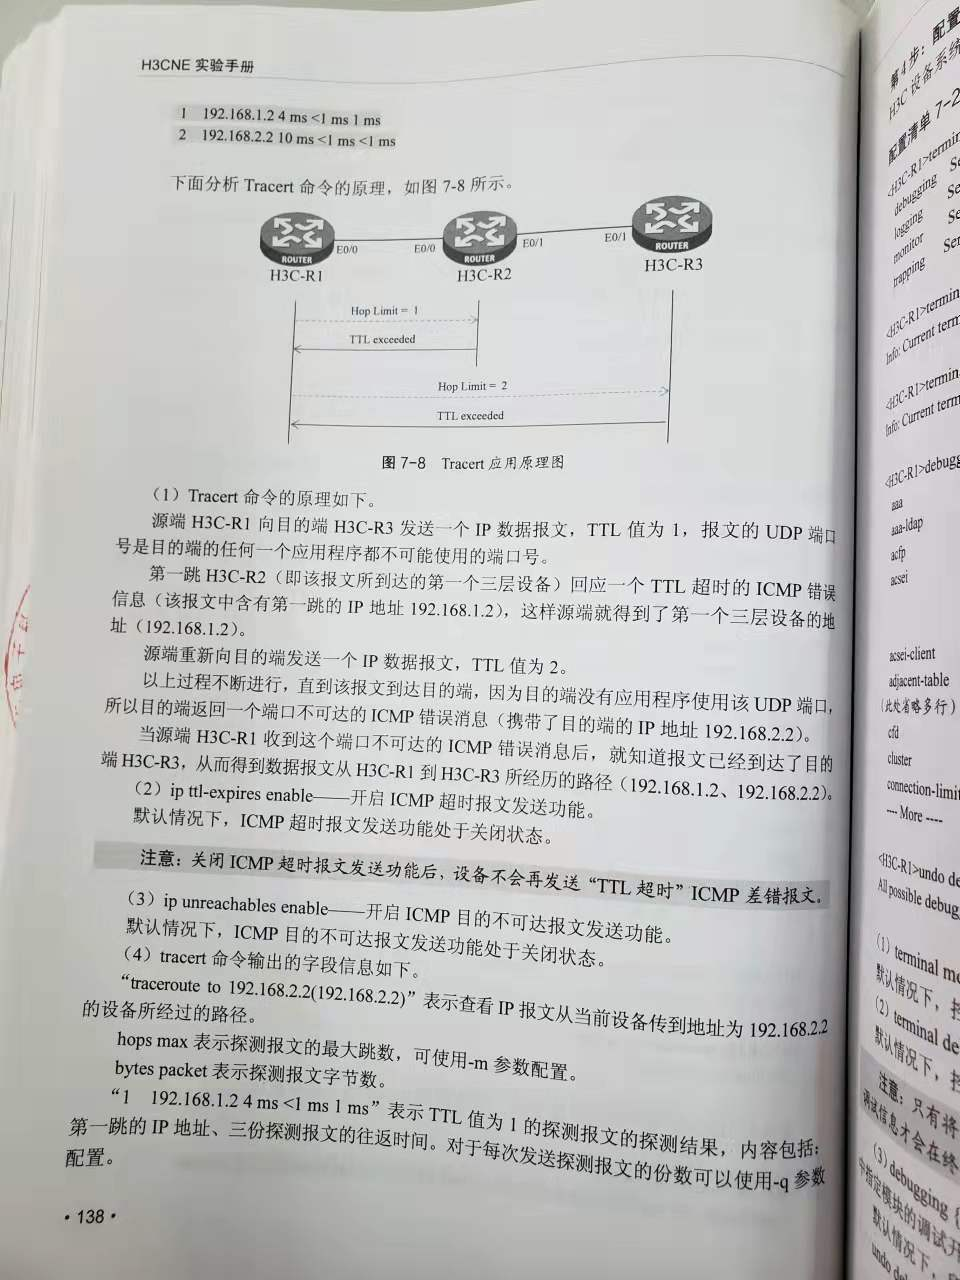 H3CNE 实验手册
1 192.168.1.2 4 ms <1 ms 1 ms
2 192.168.2.2 10 ms <1 ms <1 ms
下面分析 Tracert 命令的原理，如图 7-8 所示。
E0/0 E0/0 E0/1 E0/1
ROUTER ROUTER ROUTER
H3C-R1 H3C-R2 H3C-R3
Hop Limit = 1
TTL exceeded
Hop Limit = 2
TTL exceeded
图 7-8 Tracert 应用原理图
（1）Tracert 命令的原理如下。
源端 H3C-R1 向目的端 H3C-R3 发送一个 IP 数据报文，TTL 值为 1，报文的 UDP 端口
号是目的端的任何一个应用程序都不可能使用的端口号。
第一跳 H3C-R2（即该报文所到达的第一个三层设备）回应一个 TTL 超时的 ICMP 错误
信息（该报文中含有第一跳的 IP 地址 192.168.1.2），这样源端就得到了第一个三层设备的地
址（192.168.1.2）。
源端重新向目的端发送一个 IP 数据报文，TTL 值为 2。
以上过程不断进行，直到该报文到达目的端，因为目的端没有应用程序使用该 UDP 端口，
所以目的端返回一个端口不可达的 ICMP 错误消息（携带了目的端的 IP 地址 192.168.2.2）。
当源端 H3C-R1 收到这个端口不可达的 ICMP 错误消息后，就知道报文已经到达了目的
端 H3C-R3，从而得到数据报文从 H3C-R1 到 H3C-R3 所经历的路径（192.168.1.2、192.168.2.2）。
（2）ip ttl-expires enable——开启 ICMP 超时报文发送功能。
默认情况下，ICMP 超时报文发送功能处于关闭状态。
注意：关闭 ICMP 超时报文发送功能后，设备不会再发送“TTL 超时”ICMP 差错报文。
（3）ip unreachables enable——开启 ICMP 目的不可达报文发送功能。
默认情况下，ICMP 目的不可达报文发送功能处于关闭状态。
（4）tracert 命令输出的字段信息如下。
“traceroute to 192.168.2.2(192.168.2.2)”表示查看 IP 报文从当前设备传到地址为 192.168.2.2
的设备所经过的路径。
hops max 表示探测报文的最大跳数，可使用-m 参数配置。
bytes packet 表示探测报文字节数。
“1 192.168.1.2 4 ms <1 ms 1 ms”表示 TTL 值为 1 的探测报文的探测结果，内容包括：
第一跳的 IP 地址、三份探测报文的往返时间。对于每次发送探测报文的份数可以使用-q 参数
配置。
·138·
第 4 步：配置
H3C 设备系统
配置清单 7-2
<H3C-R1>termin
debugging Se
logging Se
monitor Se
trapping Sen
<H3C-R1>termin
Info: Current term
<H3C-R1>termin
Info: Current term
<H3C-R1>debugg
aaa
aaa-ldap
acfp
acsei
acsei-client
adjacent-table
（此处省略多行）
cfd
cluster
connection-limit
---- More ----
<H3C-R1>undo de
All possible debug
（1）terminal mo
默认情况下，控
（2）terminal de
默认情况下，控
注意：只有将
调试信息才会在终
（3）debugging {
中指定模块的调试开
默认情况下，